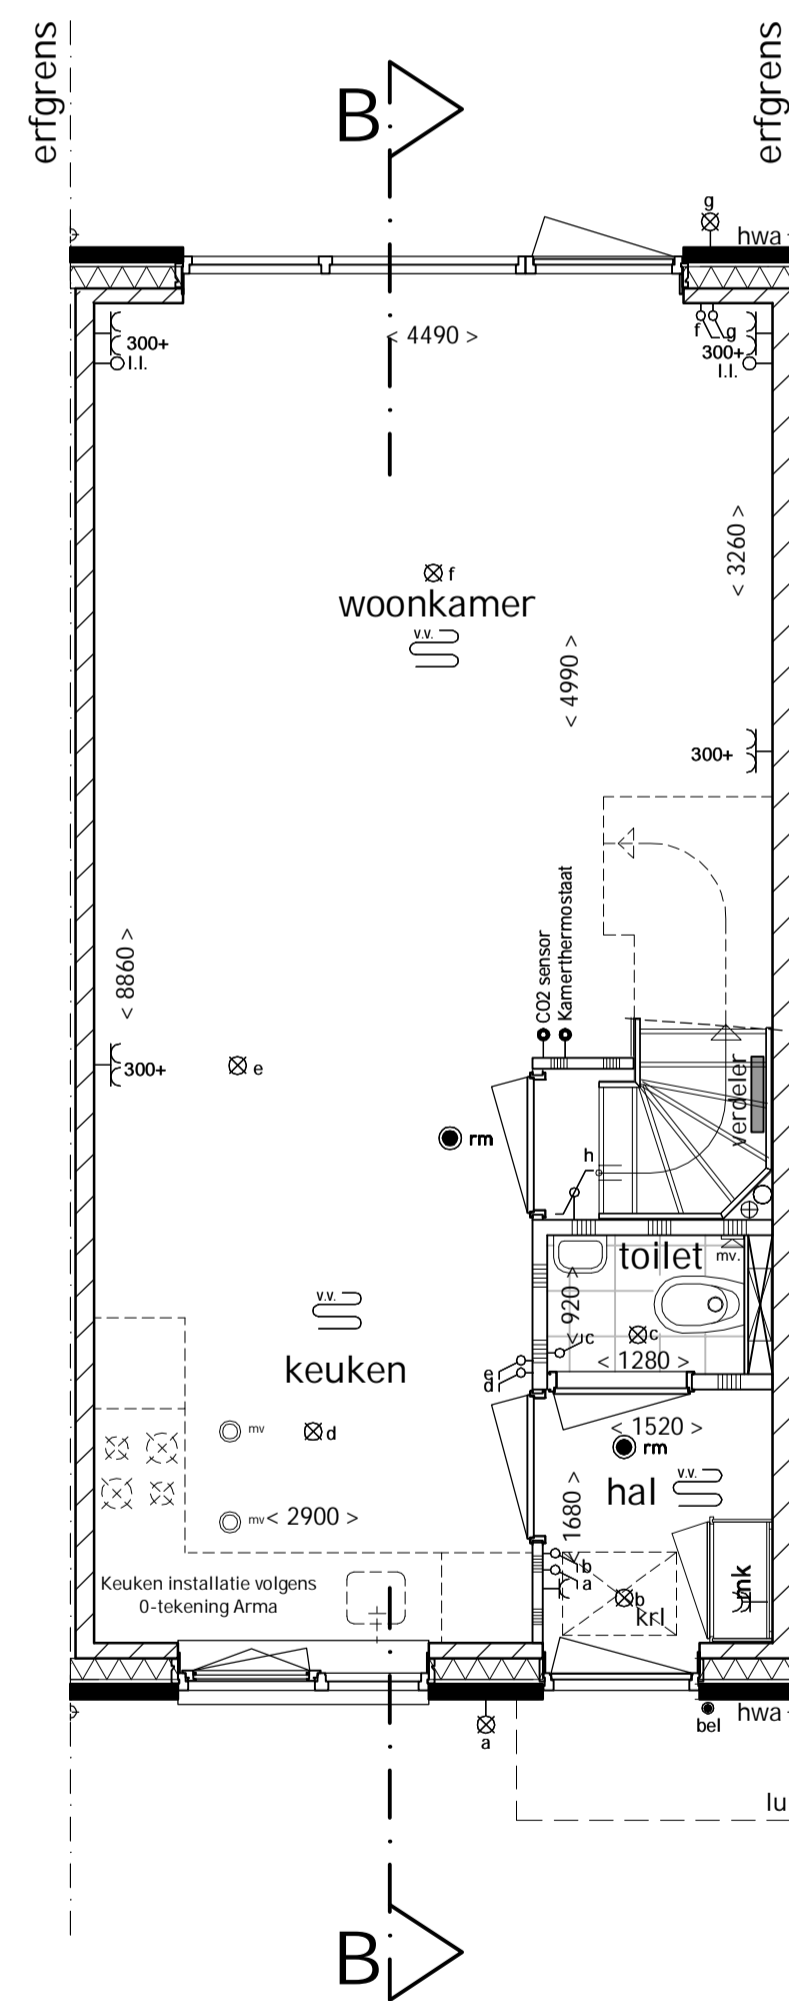 erfgrens
erfgrens
B
g
hwa
< 4490 >
300+
l.l.
f
g
300+
l.l.
< 3260 >
f
woonkamer
v.v.
< 4990 >
300+
CO2 sensor
Kamerthermostaat
< 8860 >
300+
e
rm
verdeler
h
toilet
mv.
v.v.
920 >
c
c
< 1280 >
keuken
e
d
mv
d
< 1520 >
rm
hal
v.v.
1680 >
mv
< 2900 >
Keuken installatie volgens
0-tekening Arma
b
a
b
krl
mk
a
bel
hwa
lu
B